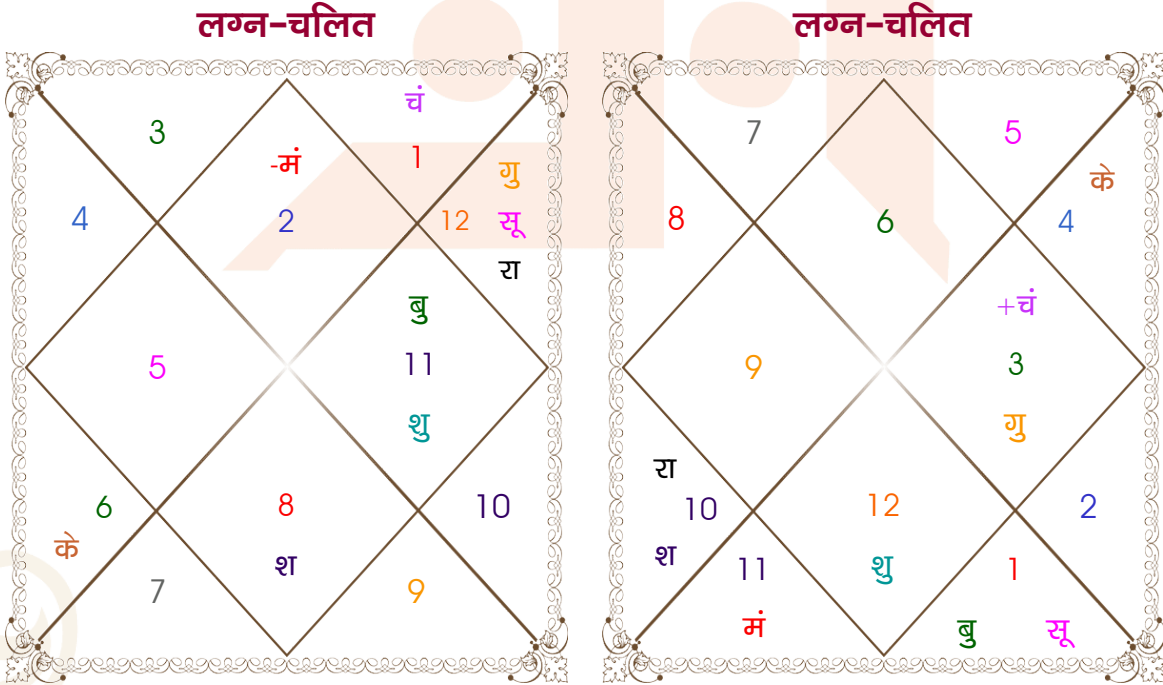 लग्न-चलित
चं
3
-मं
1
गु
4
2
12
सू
रा
बु
5
11
शु
6
8
10
के
श
7
9
लग्न-चलित
7
5
के
8
6
4
+चं
9
3
गु
रा
10
12
2
श
11
शु
1
मं
बु
सू